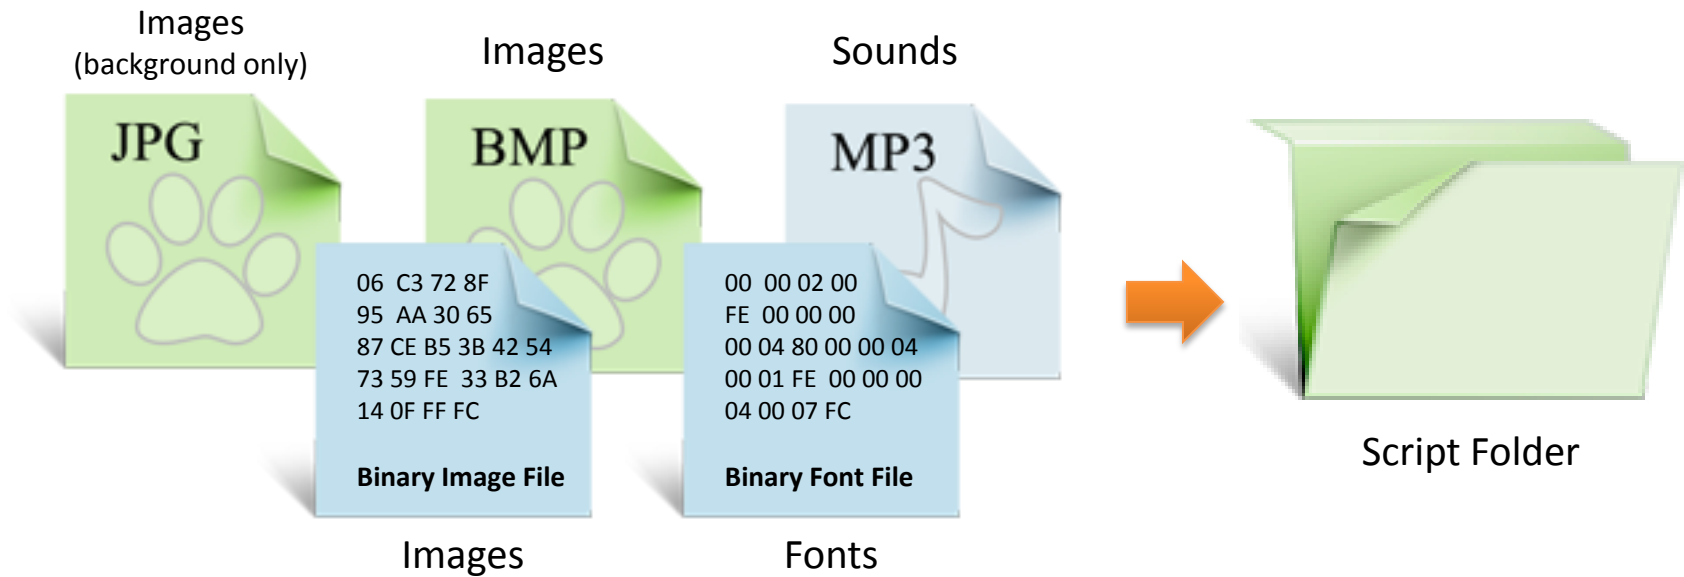 Images
(background only)
Images
Sounds
JPG
BMP
MP3
06 C3 72 8F
95 AA 30 65
87 CE B5 3B 42 54
73 59 FE 33 B2 6A
14 0F FF FC
Binary Image File
00 00 02 00
FE 00 00 00
00 04 80 00 00 04
00 01 FE 00 00 00
04 00 07 FC
Binary Font File
Script Folder
Images
Fonts